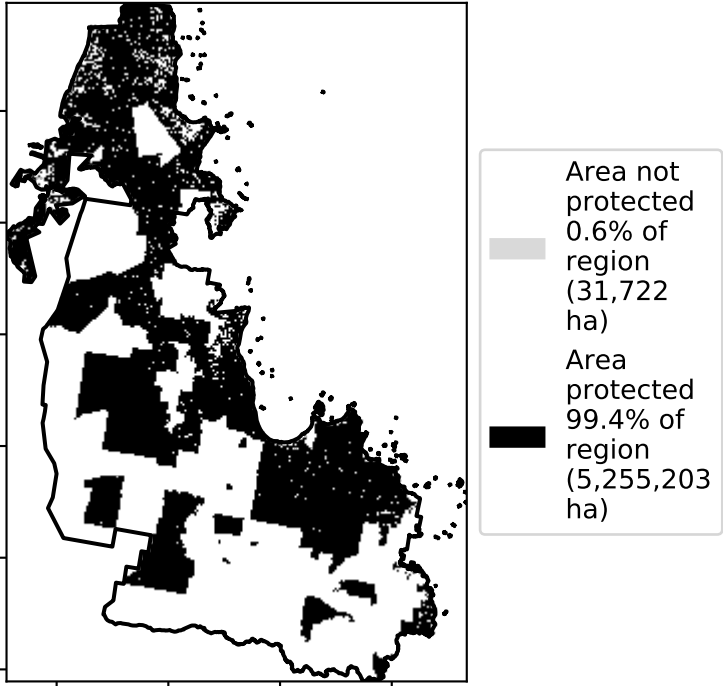 Area not
protected
0.6% of
region
(31,722
ha)
Area
protected
99.4% of
region
(5,255,203
ha)